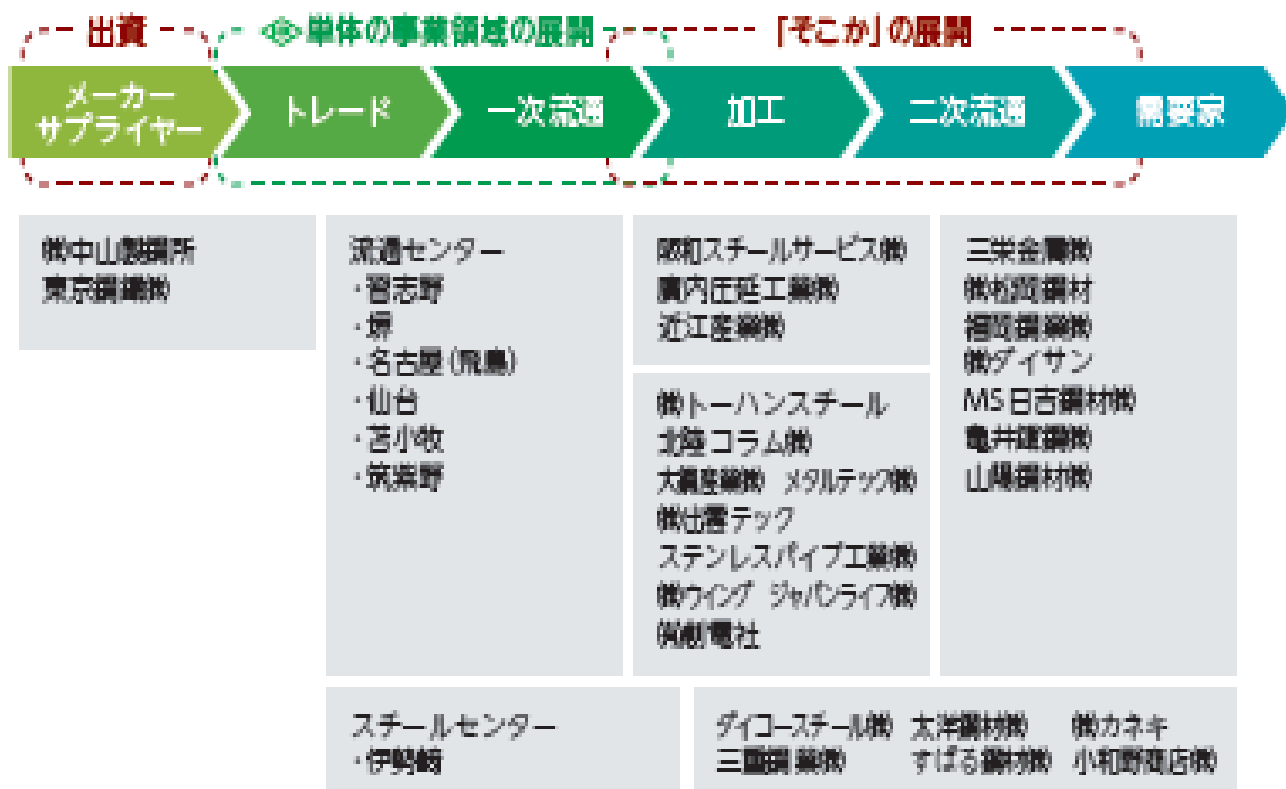 出資
単体の事業領域の展開
「そこか」の展開
メーカー
サプライヤー
トレード
一次流通
加工
二次流通
需要家
㈱中山製鋼所
東京鋼鐵㈱
流通センター
・習志野
・堺
・名古屋(飛島)
・仙台
・苫小牧
・筑紫野
阪和スチールサービス㈱
廣内圧延工業㈱
近江産業㈱
㈱トーハンスチール
北陸コラム㈱
大鋼産業㈱ メタルテック㈱
㈱出雲テック
ステンレスパイプ工業㈱
㈱ウイング ジャパンライフ㈱
㈲創電社
三栄金属㈱
㈱松岡鋼材
福岡鋼業㈱
㈱ダイサン
MS日吉鋼材㈱
亀井鐵鋼㈱
山陽鋼材㈱
スチールセンター
・伊勢崎
ダイコースチール㈱ 太洋鋼材㈱ ㈱カネキ
三圓鋼業㈱ すばる鋼材㈱ 小和野商店㈱